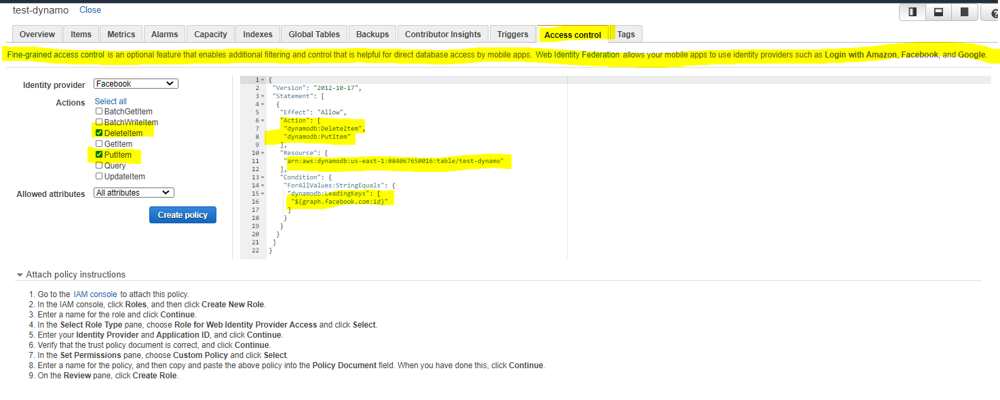 test-dynamo Close
Overview Items Metrics Alarms Capacity Indexes Global Tables Backups Contributor Insights Triggers Access control Tags
Fine-grained access control is an optional feature that enables additional filtering and control that is helpful for direct database access by mobile apps. Web Identity Federation allows your mobile apps to use identity providers such as Login with Amazon, Facebook, and Google.
Identity provider Facebook
Actions Select all
BatchGetItem
BatchWriteItem
DeleteItem
GetItem
PutItem
Query
UpdateItem
Allowed attributes All attributes
Create policy
1 {
2 "Version": "2012-10-17",
3 "Statement": [
4 {
5 "Effect": "Allow",
6 "Action": [
7 "dynamodb:DeleteItem",
8 "dynamodb:PutItem"
9 ],
10 "Resource": [
11 "arn:aws:dynamodb:us-east-1:084067650016:table/test-dynamo"
12 ],
13 "Condition": {
14 "ForAllValues:StringEquals": {
15 "dynamodb:LeadingKeys": [
16 "${graph.facebook.com:id}"
17 ]
18 }
19 }
20 }
21 ]
22 }
Attach policy instructions
1. Go to the IAM console to attach this policy.
2. In the IAM console, click Roles, and then click Create New Role.
3. Enter a name for the role and click Continue.
4. In the Select Role Type pane, choose Role for Web Identity Provider Access and click Select.
5. Enter your Identity Provider and Application ID, and click Continue.
6. Verify that the trust policy document is correct, and click Continue.
7. In the Set Permissions pane, choose Custom Policy and click Select.
8. Enter a name for the policy, and then copy and paste the above policy into the Policy Document field. When you have done this, click Continue.
9. On the Review pane, click Create Role.